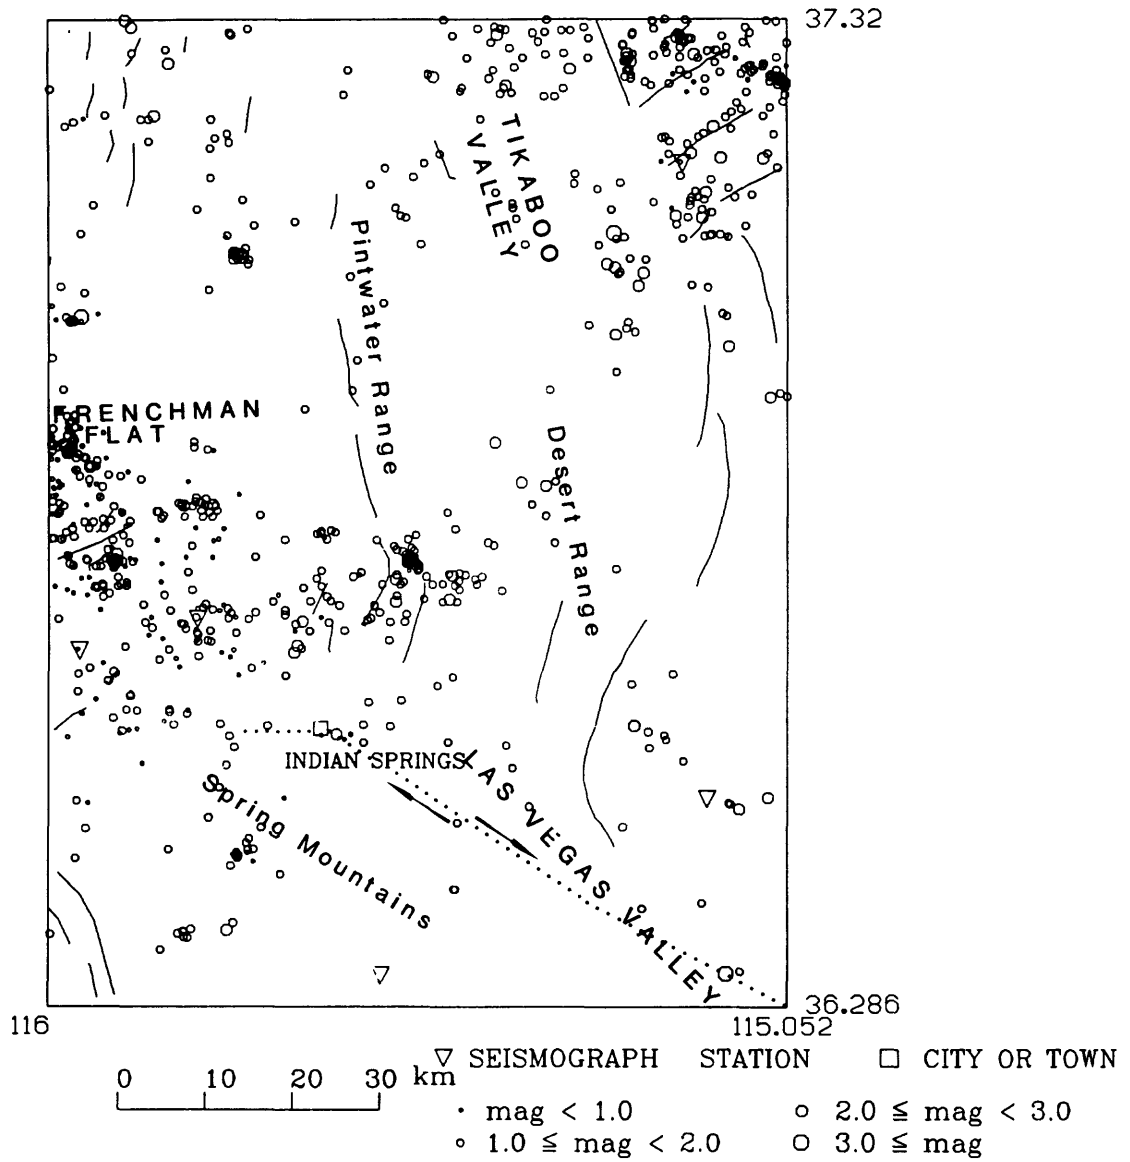 37.32
TIKABOO
VALLEY
Pintwater Range
FRENCHMAN
FLAT
Desert Range
INDIAN SPRINGS
LAS VEGAS VALLEY
Spring Mountains
36.286
116
115.052
▽ SEISMOGRAPH STATION □ CITY OR TOWN
0 10 20 30 km
• mag < 1.0
○ 2.0 ≦ mag < 3.0
○ 1.0 ≦ mag < 2.0
○ 3.0 ≦ mag